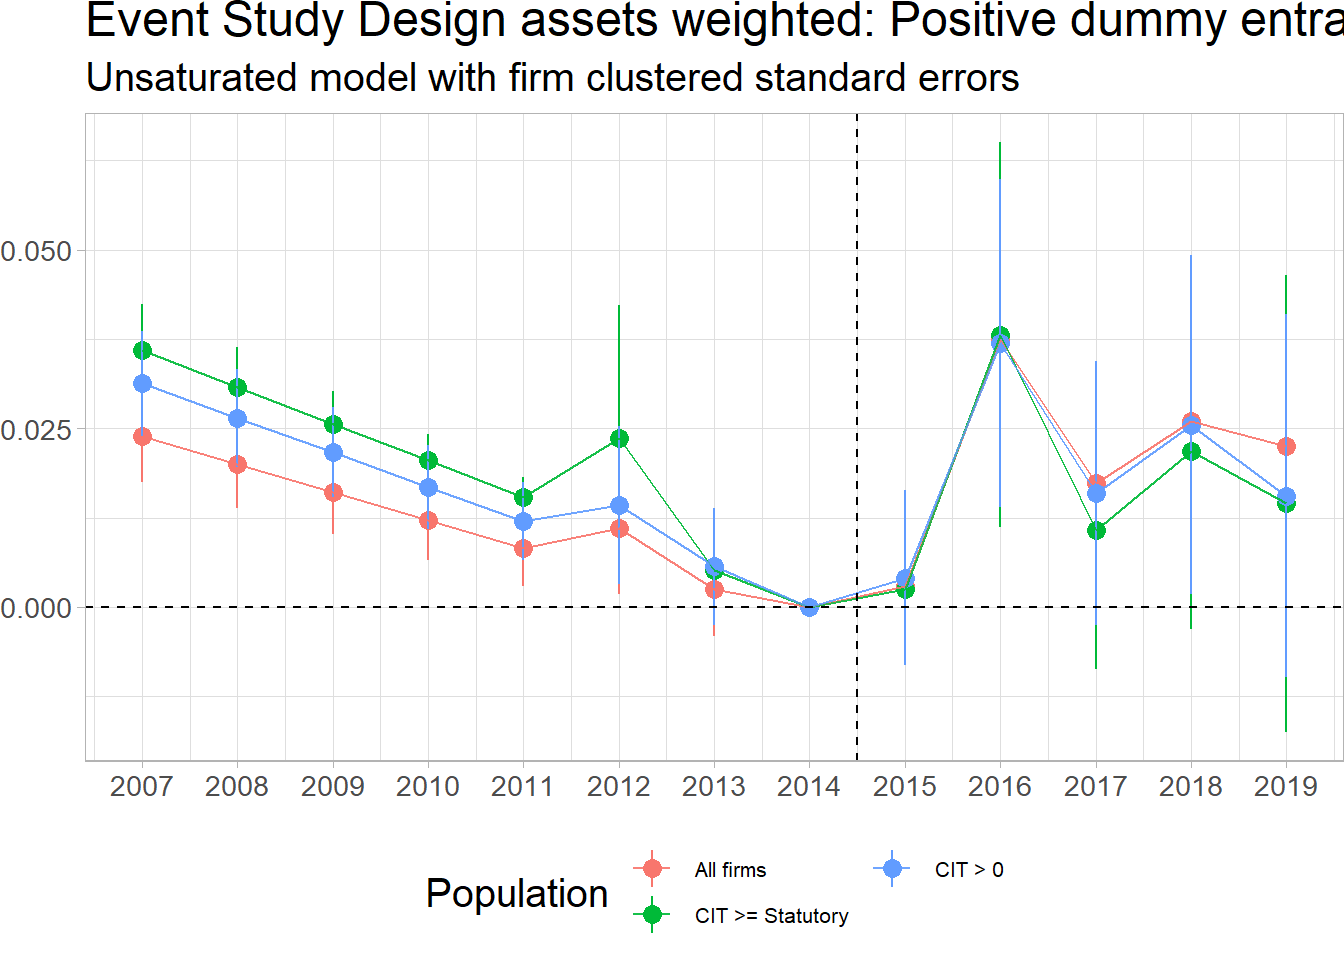 Event Study Design assets weighted: Positive dummy entra
Unsaturated model with firm clustered standard errors
0.050
0.025
0.000
2007 2008 2009 2010 2011 2012 2013 2014 2015 2016 2017 2018 2019
Population
All firms
CIT > 0
CIT >= Statutory